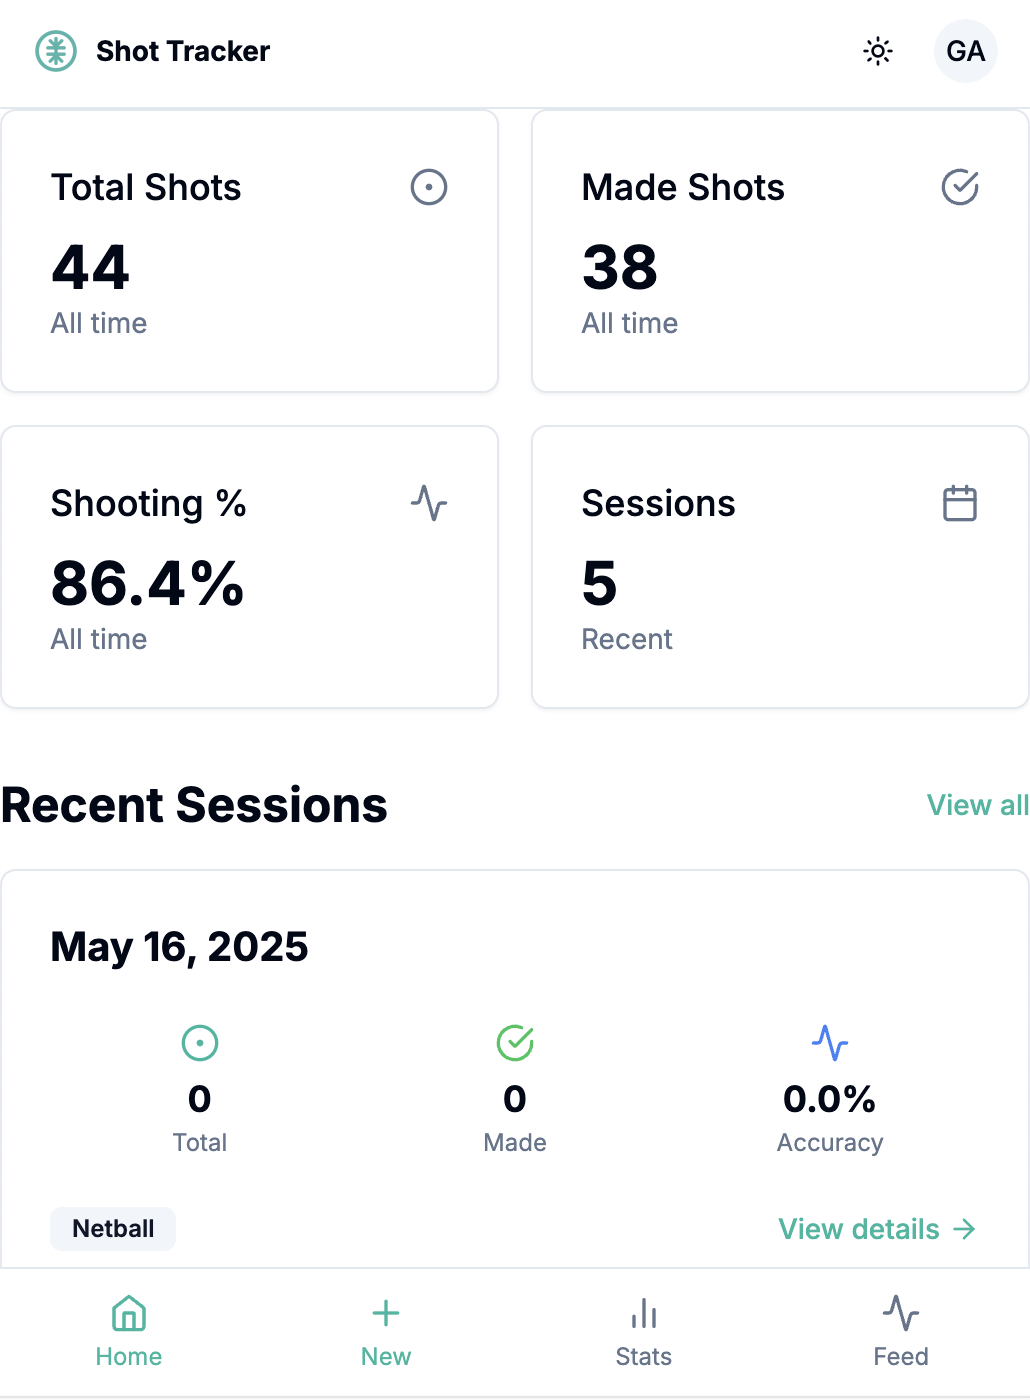 Shot Tracker
GA
Total Shots
44
All time
Made Shots
38
All time
Shooting %
86.4%
All time
Sessions
5
Recent
Recent Sessions
View all
May 16, 2025
0
Total
0
Made
0.0%
Accuracy
Netball
View details
Home
New
Stats
Feed